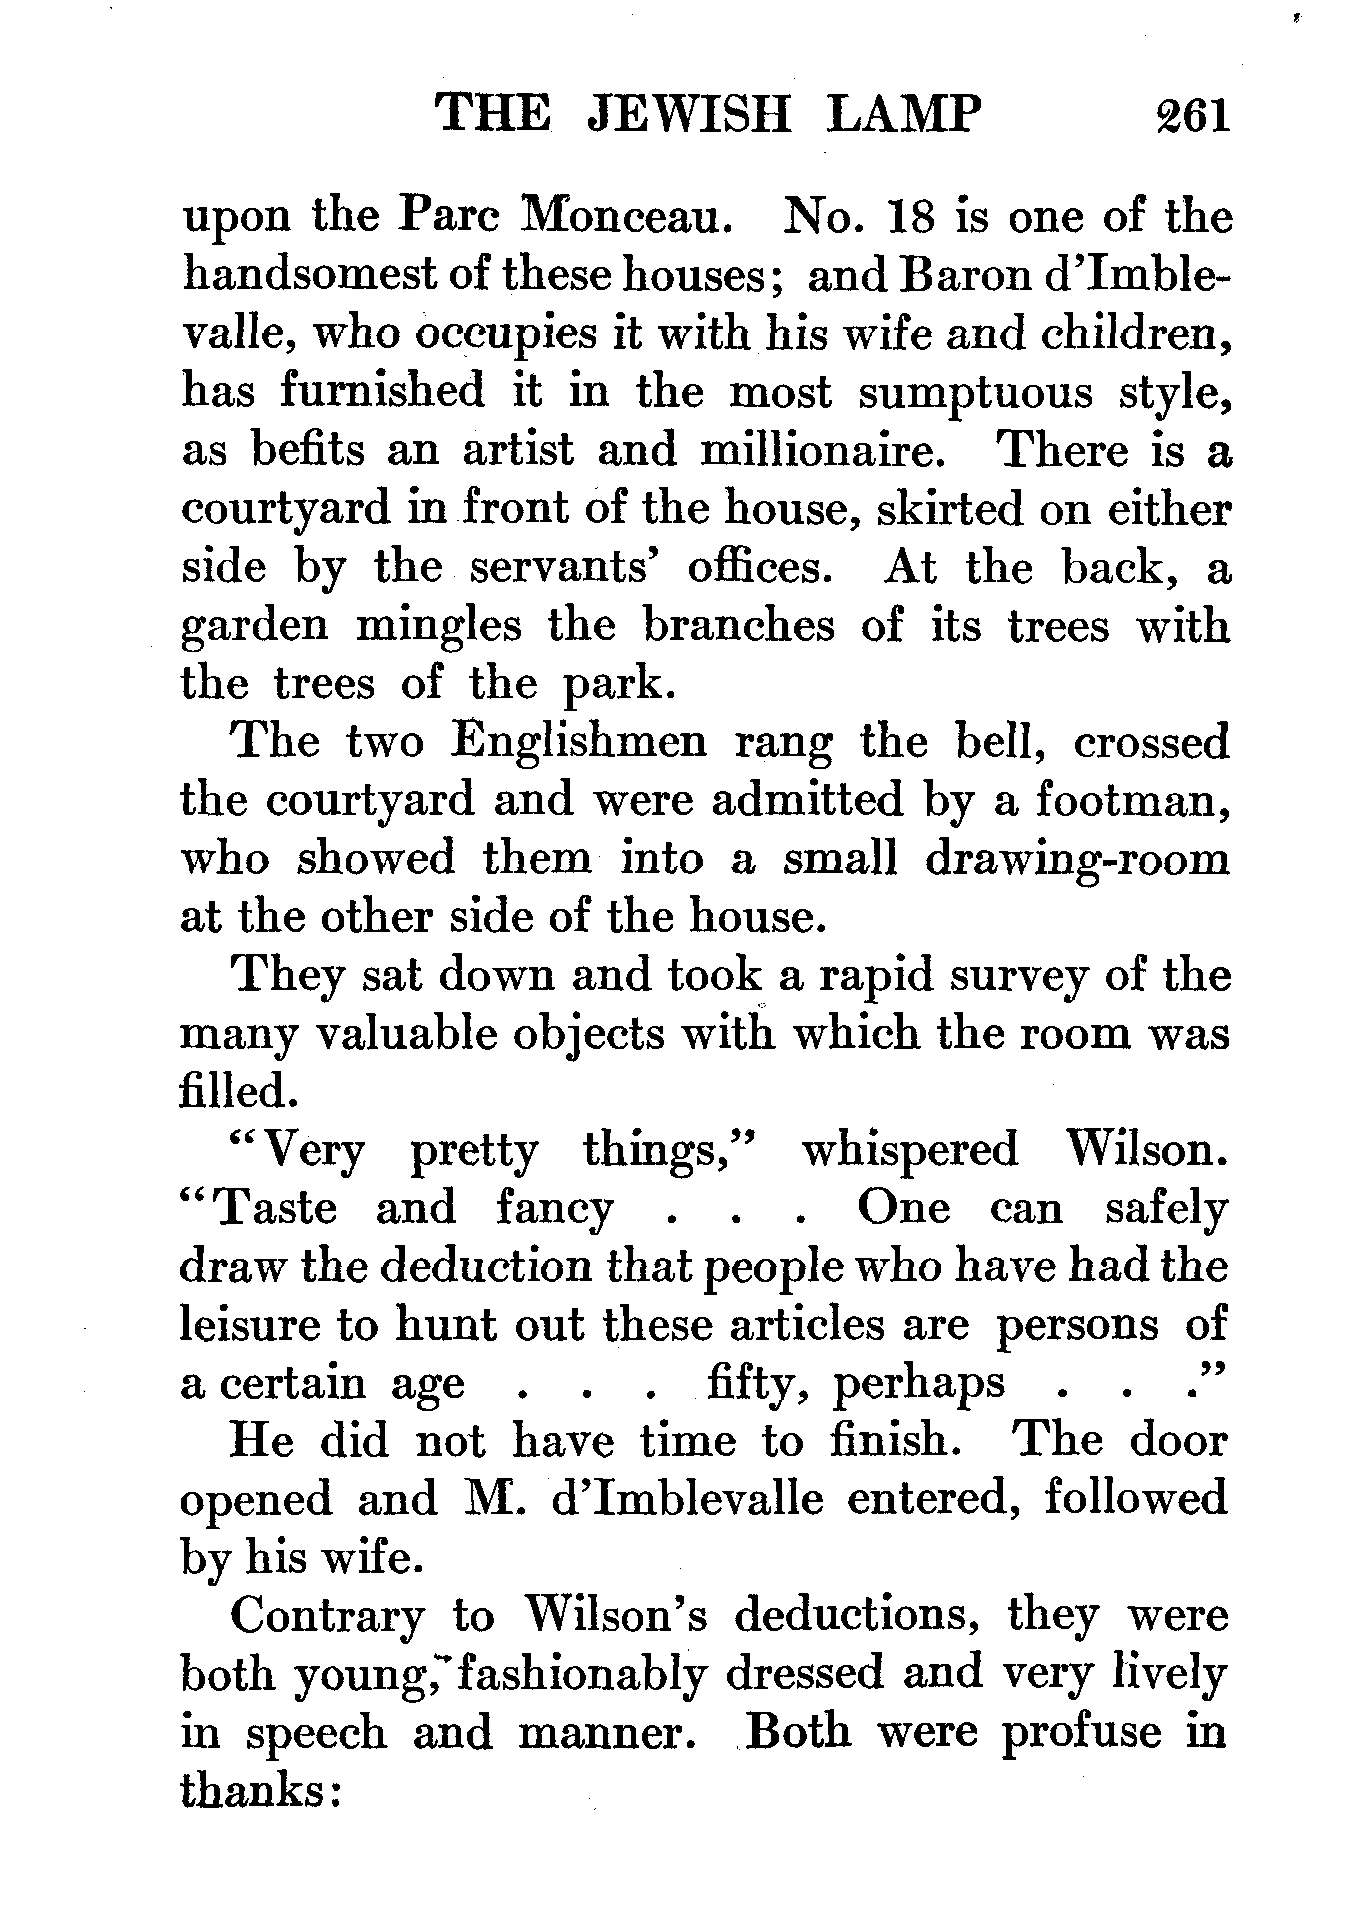 THE JEWISH LAMP 261
upon the Parc Monceau. No. 18 is one of the
handsomest of these houses; and Baron d'Imble-
valle, who occupies it with his wife and children,
has furnished it in the most sumptuous style,
as befits an artist and millionaire. There is a
courtyard in front of the house, skirted on either
side by the servants' offices. At the back, a
garden mingles the branches of its trees with
the trees of the park.
The two Englishmen rang the bell, crossed
the courtyard and were admitted by a footman,
who showed them into a small drawing-room
at the other side of the house.
They sat down and took a rapid survey of the
many valuable objects with which the room was
filled.
"Very pretty things," whispered Wilson.
"Taste and fancy . . . One can safely
draw the deduction that people who have had the
leisure to hunt out these articles are persons of
a certain age . . . fifty, perhaps . . ."
He did not have time to finish. The door
opened and M. d'Imblevalle entered, followed
by his wife.
Contrary to Wilson's deductions, they were
both young, fashionably dressed and very lively
in speech and manner. Both were profuse in
thanks: